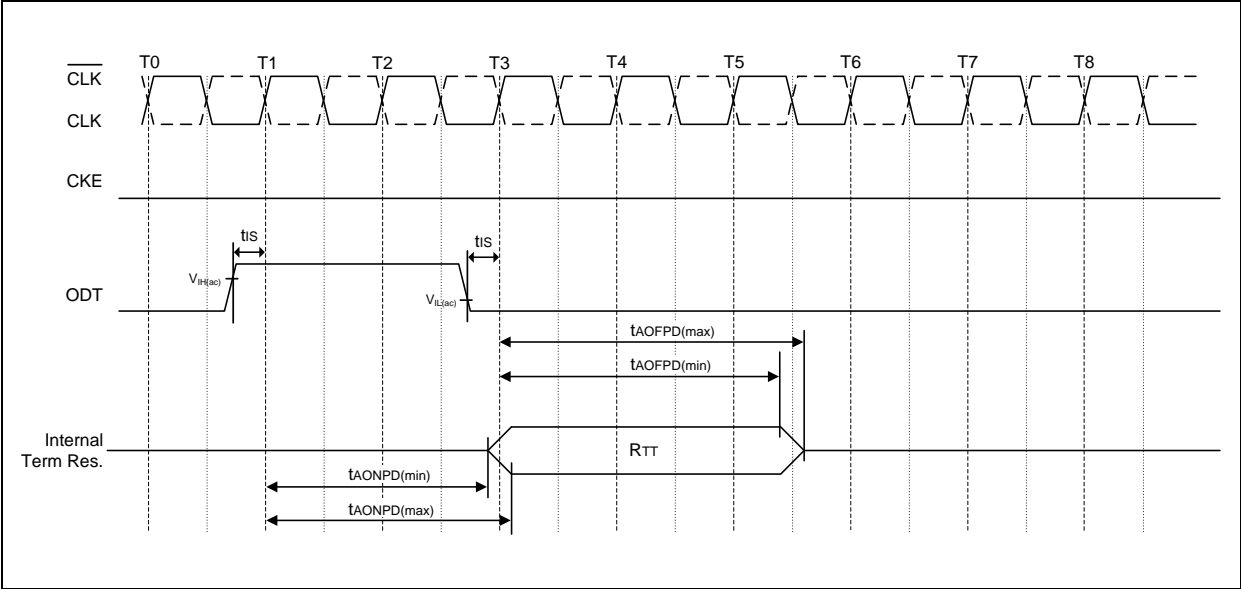 T0 T1 T2 T3 T4 T5 T6 T7 T8
CLK
CLK
CKE
tIS
tIS
VIH(ac)
ODT
VIL(ac)
tAOFPD(max)
tAOFPD(min)
Internal
Term Res.
RTT
tAONPD(min)
tAONPD(max)